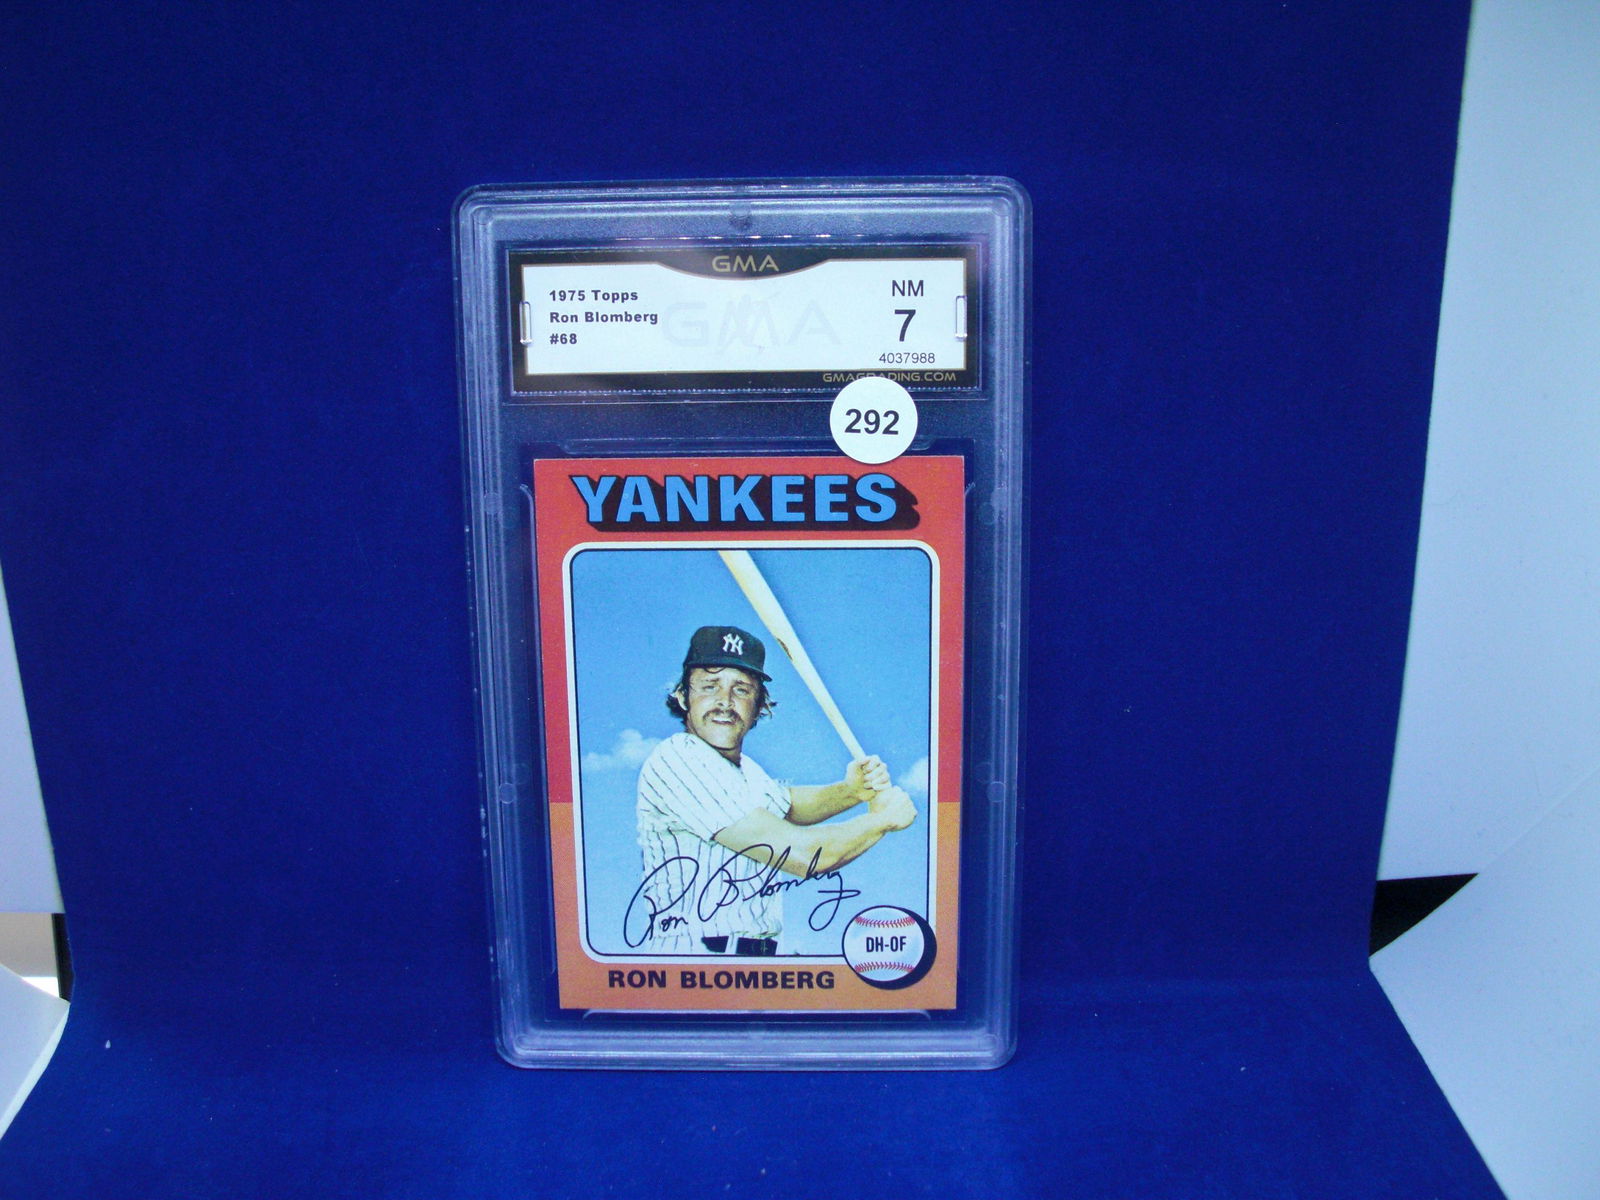 GMA
1975 Topps
Ron Blomberg
#68
GMA
NM
7
4037988
GMAGRADING.COM
292
YANKEES
NY
Ron Blomberg
DH-OF
RON BLOMBERG